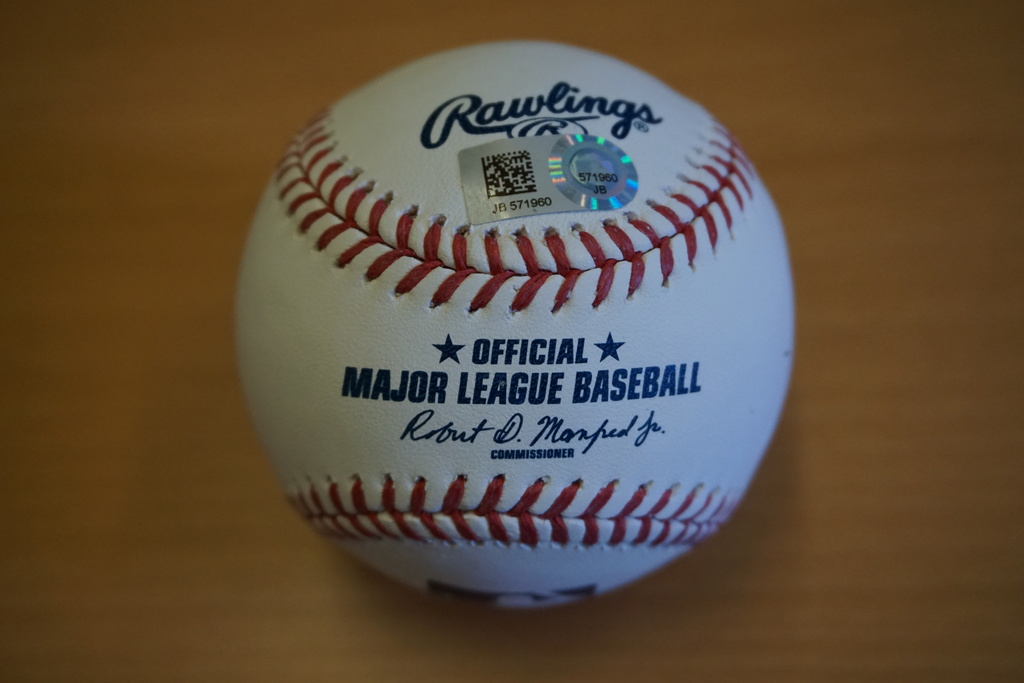 Rawlings®
R
571960
JB
JB 571960
OFFICIAL
MAJOR LEAGUE BASEBALL
Robert D. Manfred Jr.
COMMISSIONER